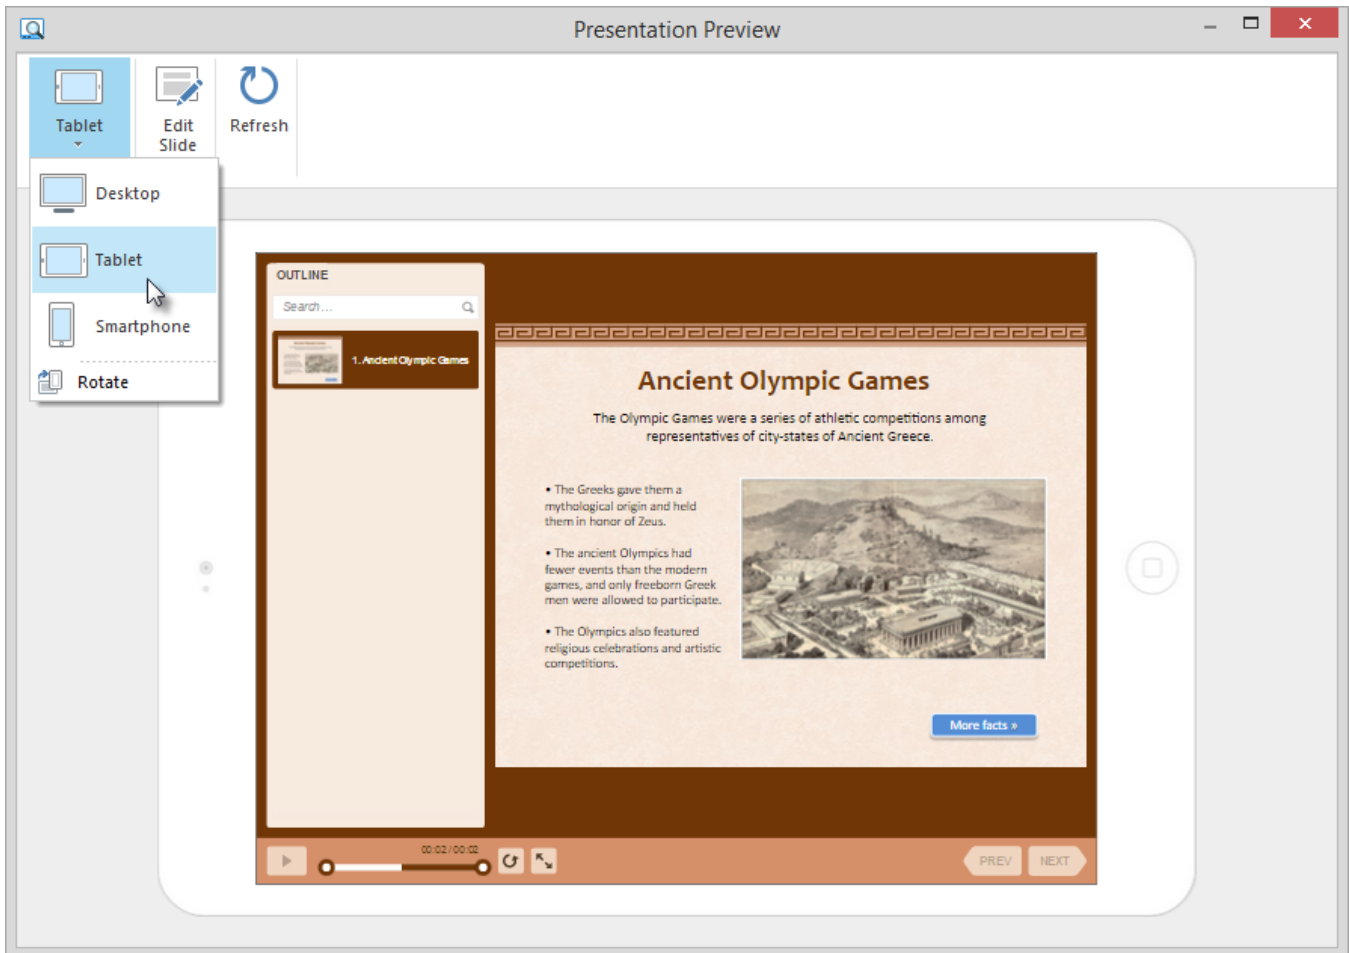 Presentation Preview
Tablet
Edit
Slide
Refresh
Desktop
Tablet
Smartphone
Rotate
OUTLINE
Search...
1. Ancient Olympic Games
Ancient Olympic Games
The Olympic Games were a series of athletic competitions among
representatives of city-states of Ancient Greece.
• The Greeks gave them a
mythological origin and held
them in honor of Zeus.
• The ancient Olympics had
fewer events than the modern
games, and only freeborn Greek
men were allowed to participate.
• The Olympics also featured
religious celebrations and artistic
competitions.
More facts »
00:02/00:02
PREV
NEXT